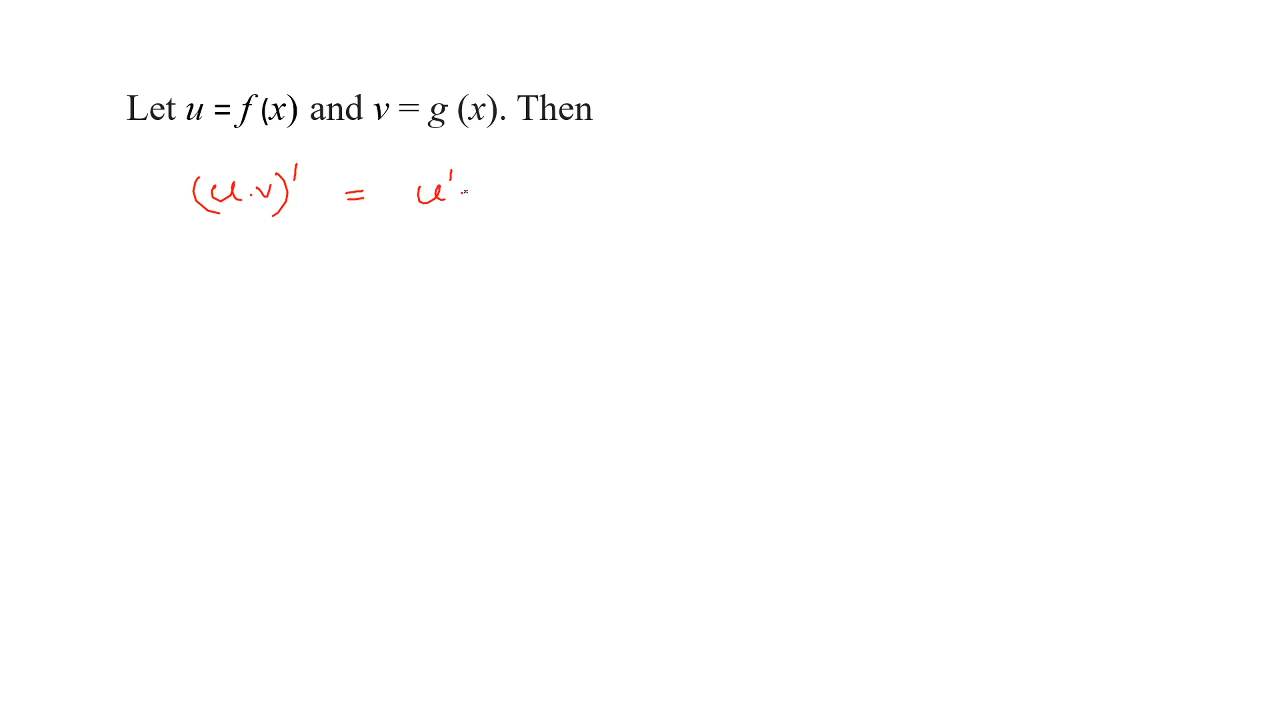 Let u = f (x) and v = g (x). Then
(u·v)' = u'·